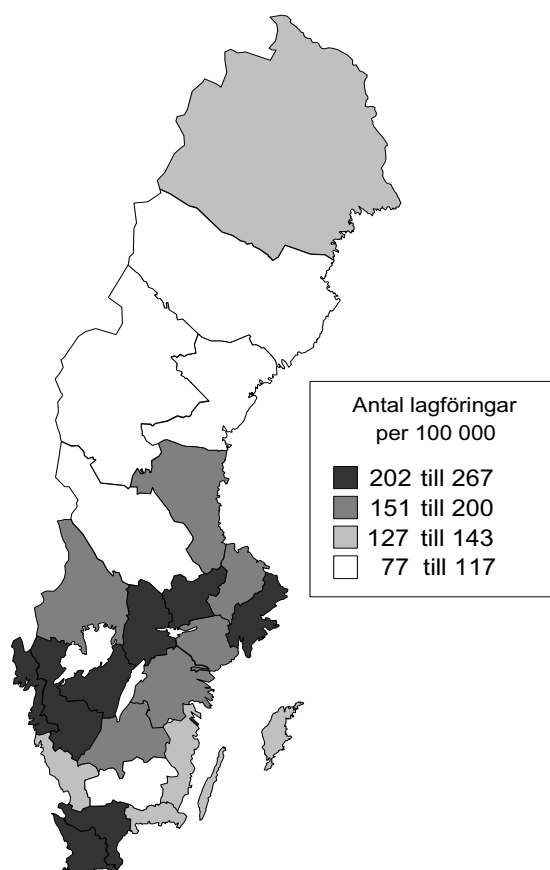 Antal lagföringar
per 100 000
202 till 267
151 till 200
127 till 143
77 till 117